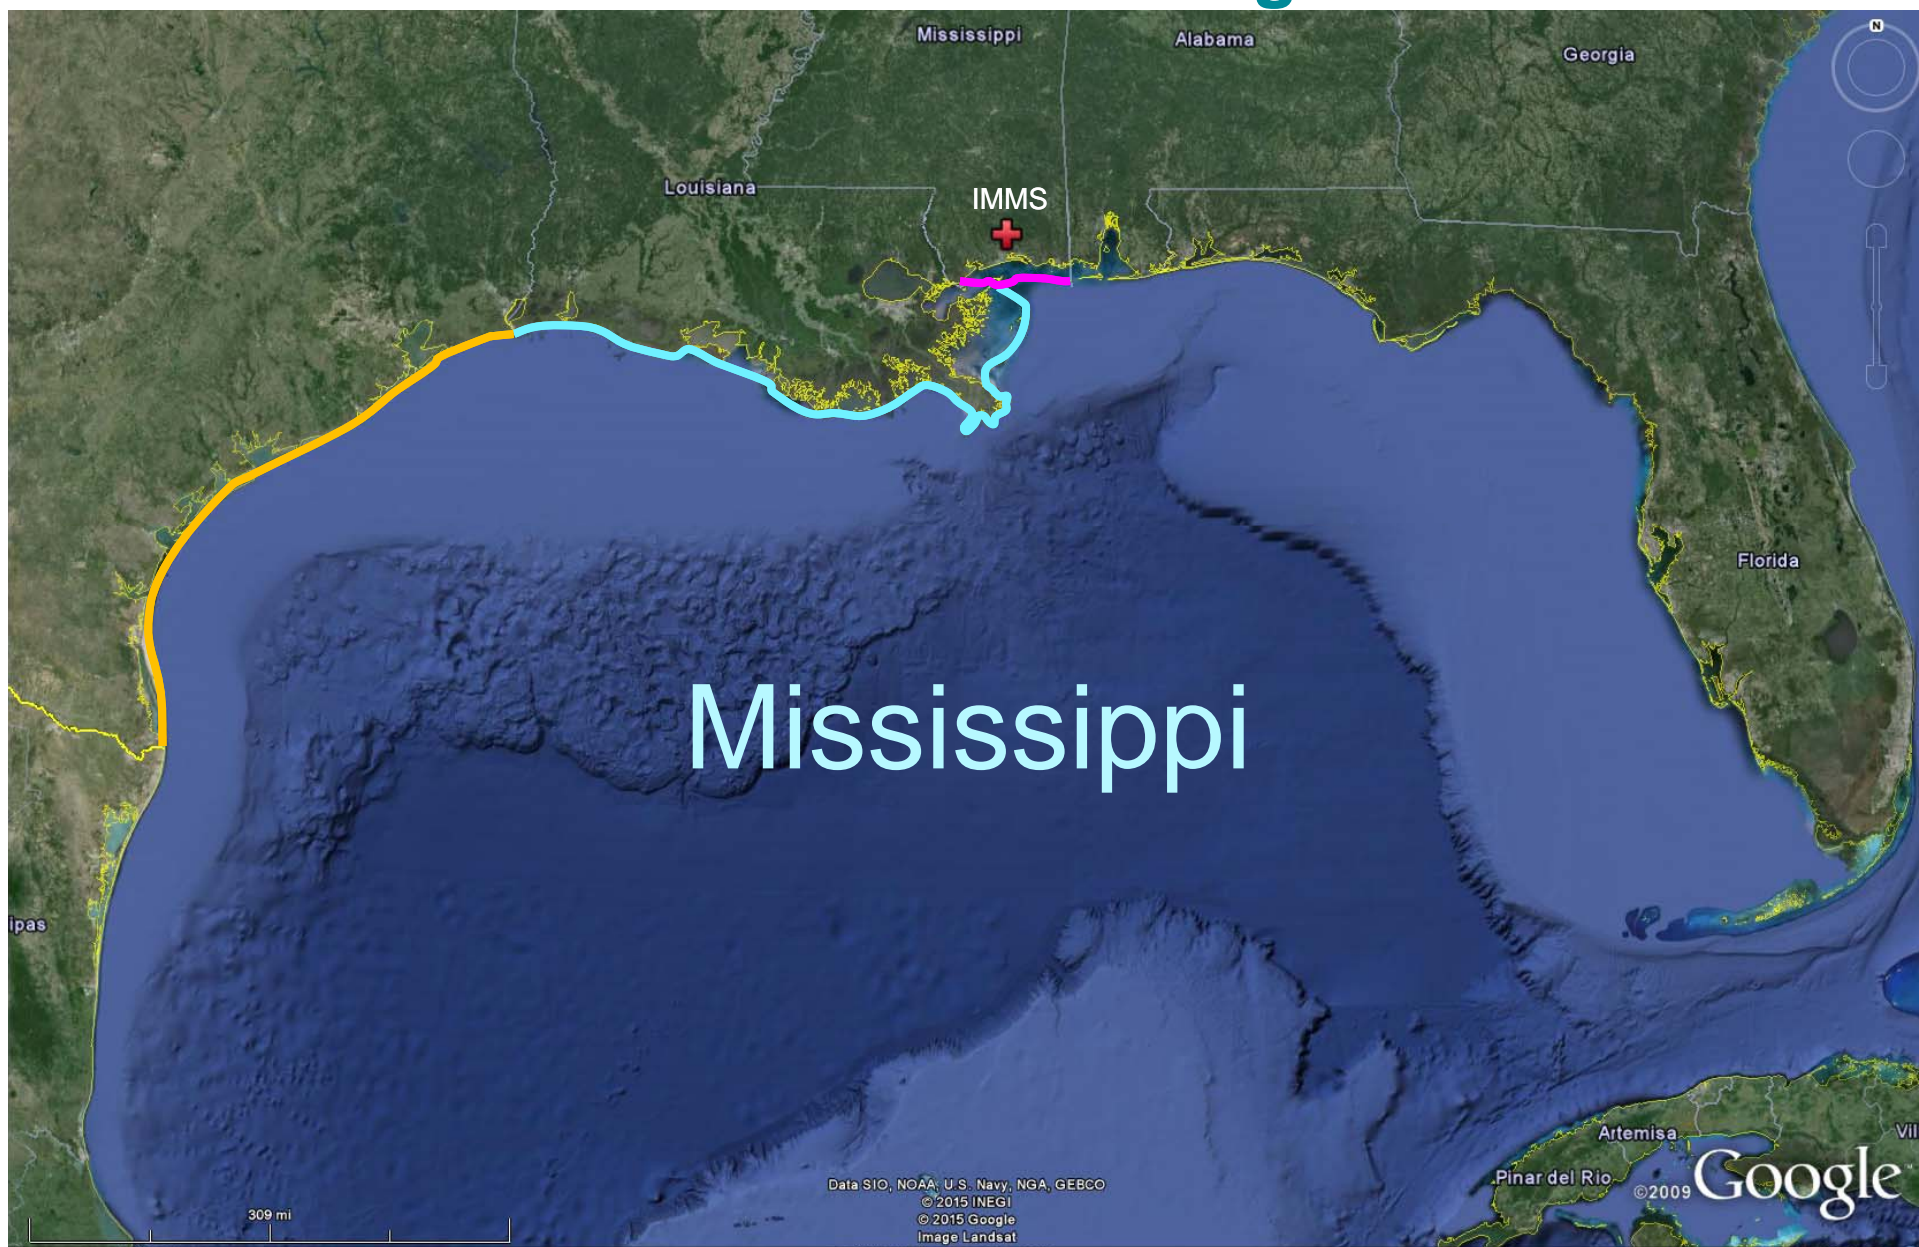 N
Mississippi
Alabama
Georgia
Louisiana
IMMS
Florida
Mississippi
ipas
Artemisa
Vil
Pinar del Rio
©2009 Google
Data SIO, NOAA, U.S. Navy, NGA, GEBCO
© 2015 INEGI
© 2015 Google
Image Landsat
309 mi